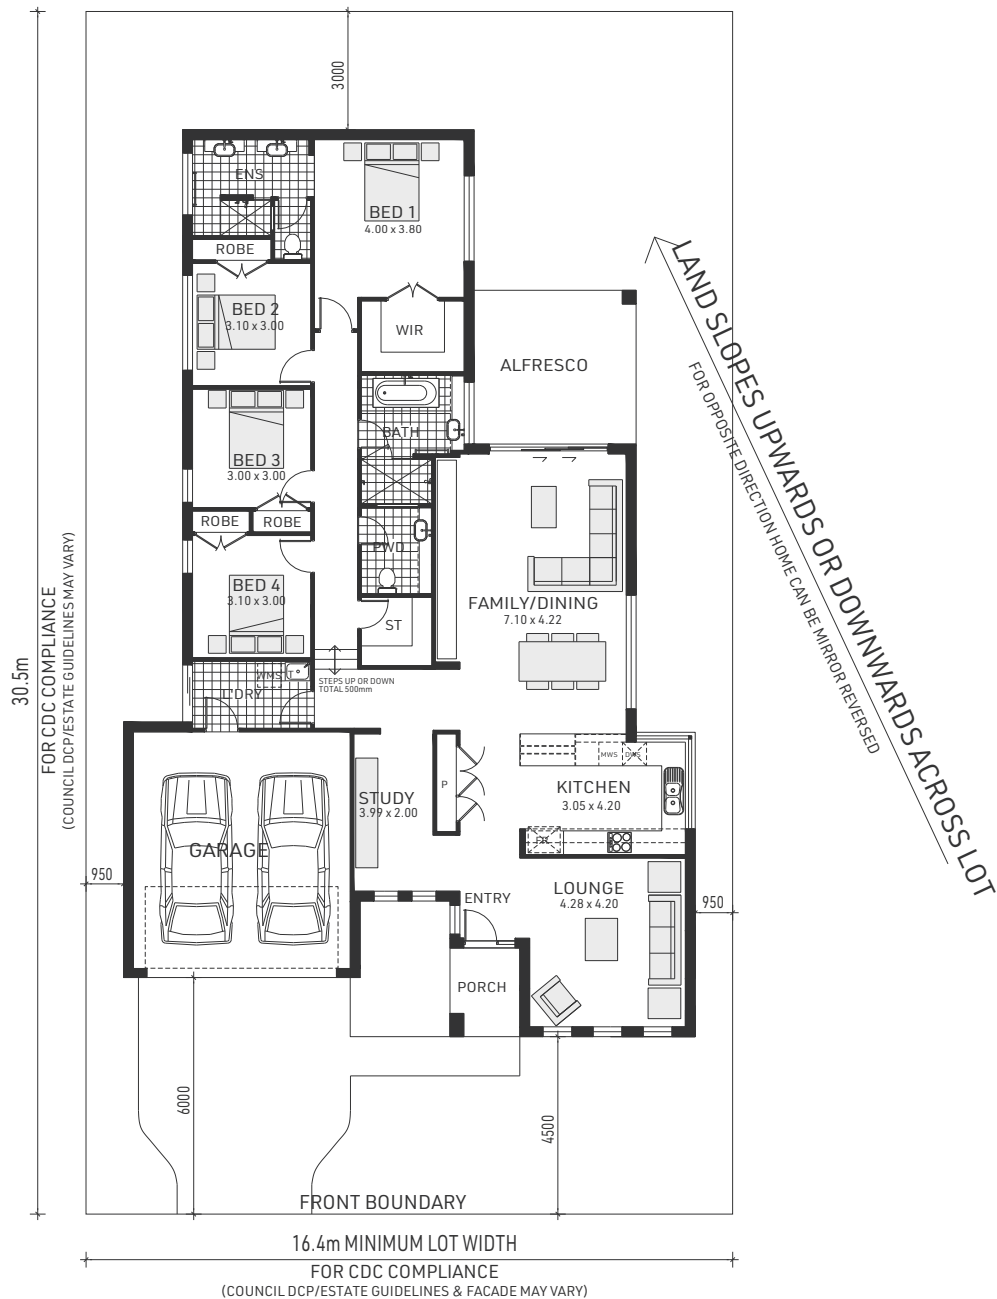 3000
ENS
BED 1
4.00 x 3.80
ROBE
BED 2
3.10 x 3.00
WIR
ALFRESCO
LAND SLOPES UPWARDS OR DOWNWARDS ACROSS LOT
FOR OPPOSITE DIRECTION HOME CAN BE MIRROR REVERSED
BATH
BED 3
3.00 x 3.00
ROBE
ROBE
PWD
BED 4
3.10 x 3.00
FAMILY/DINING
7.10 x 4.22
ST
STEPS UP OR DOWN
TOTAL 500mm
WM
L'DRY
30.5m
FOR CDC COMPLIANCE
(COUNCIL DCP/ESTATE GUIDELINES MAY VARY)
MWS
DWS
KITCHEN
3.05 x 4.20
P
STUDY
3.99 x 2.00
FR
GARAGE
950
LOUNGE
4.28 x 4.20
ENTRY
950
PORCH
6000
4500
FRONT BOUNDARY
16.4m MINIMUM LOT WIDTH
FOR CDC COMPLIANCE
(COUNCIL DCP/ESTATE GUIDELINES & FACADE MAY VARY)